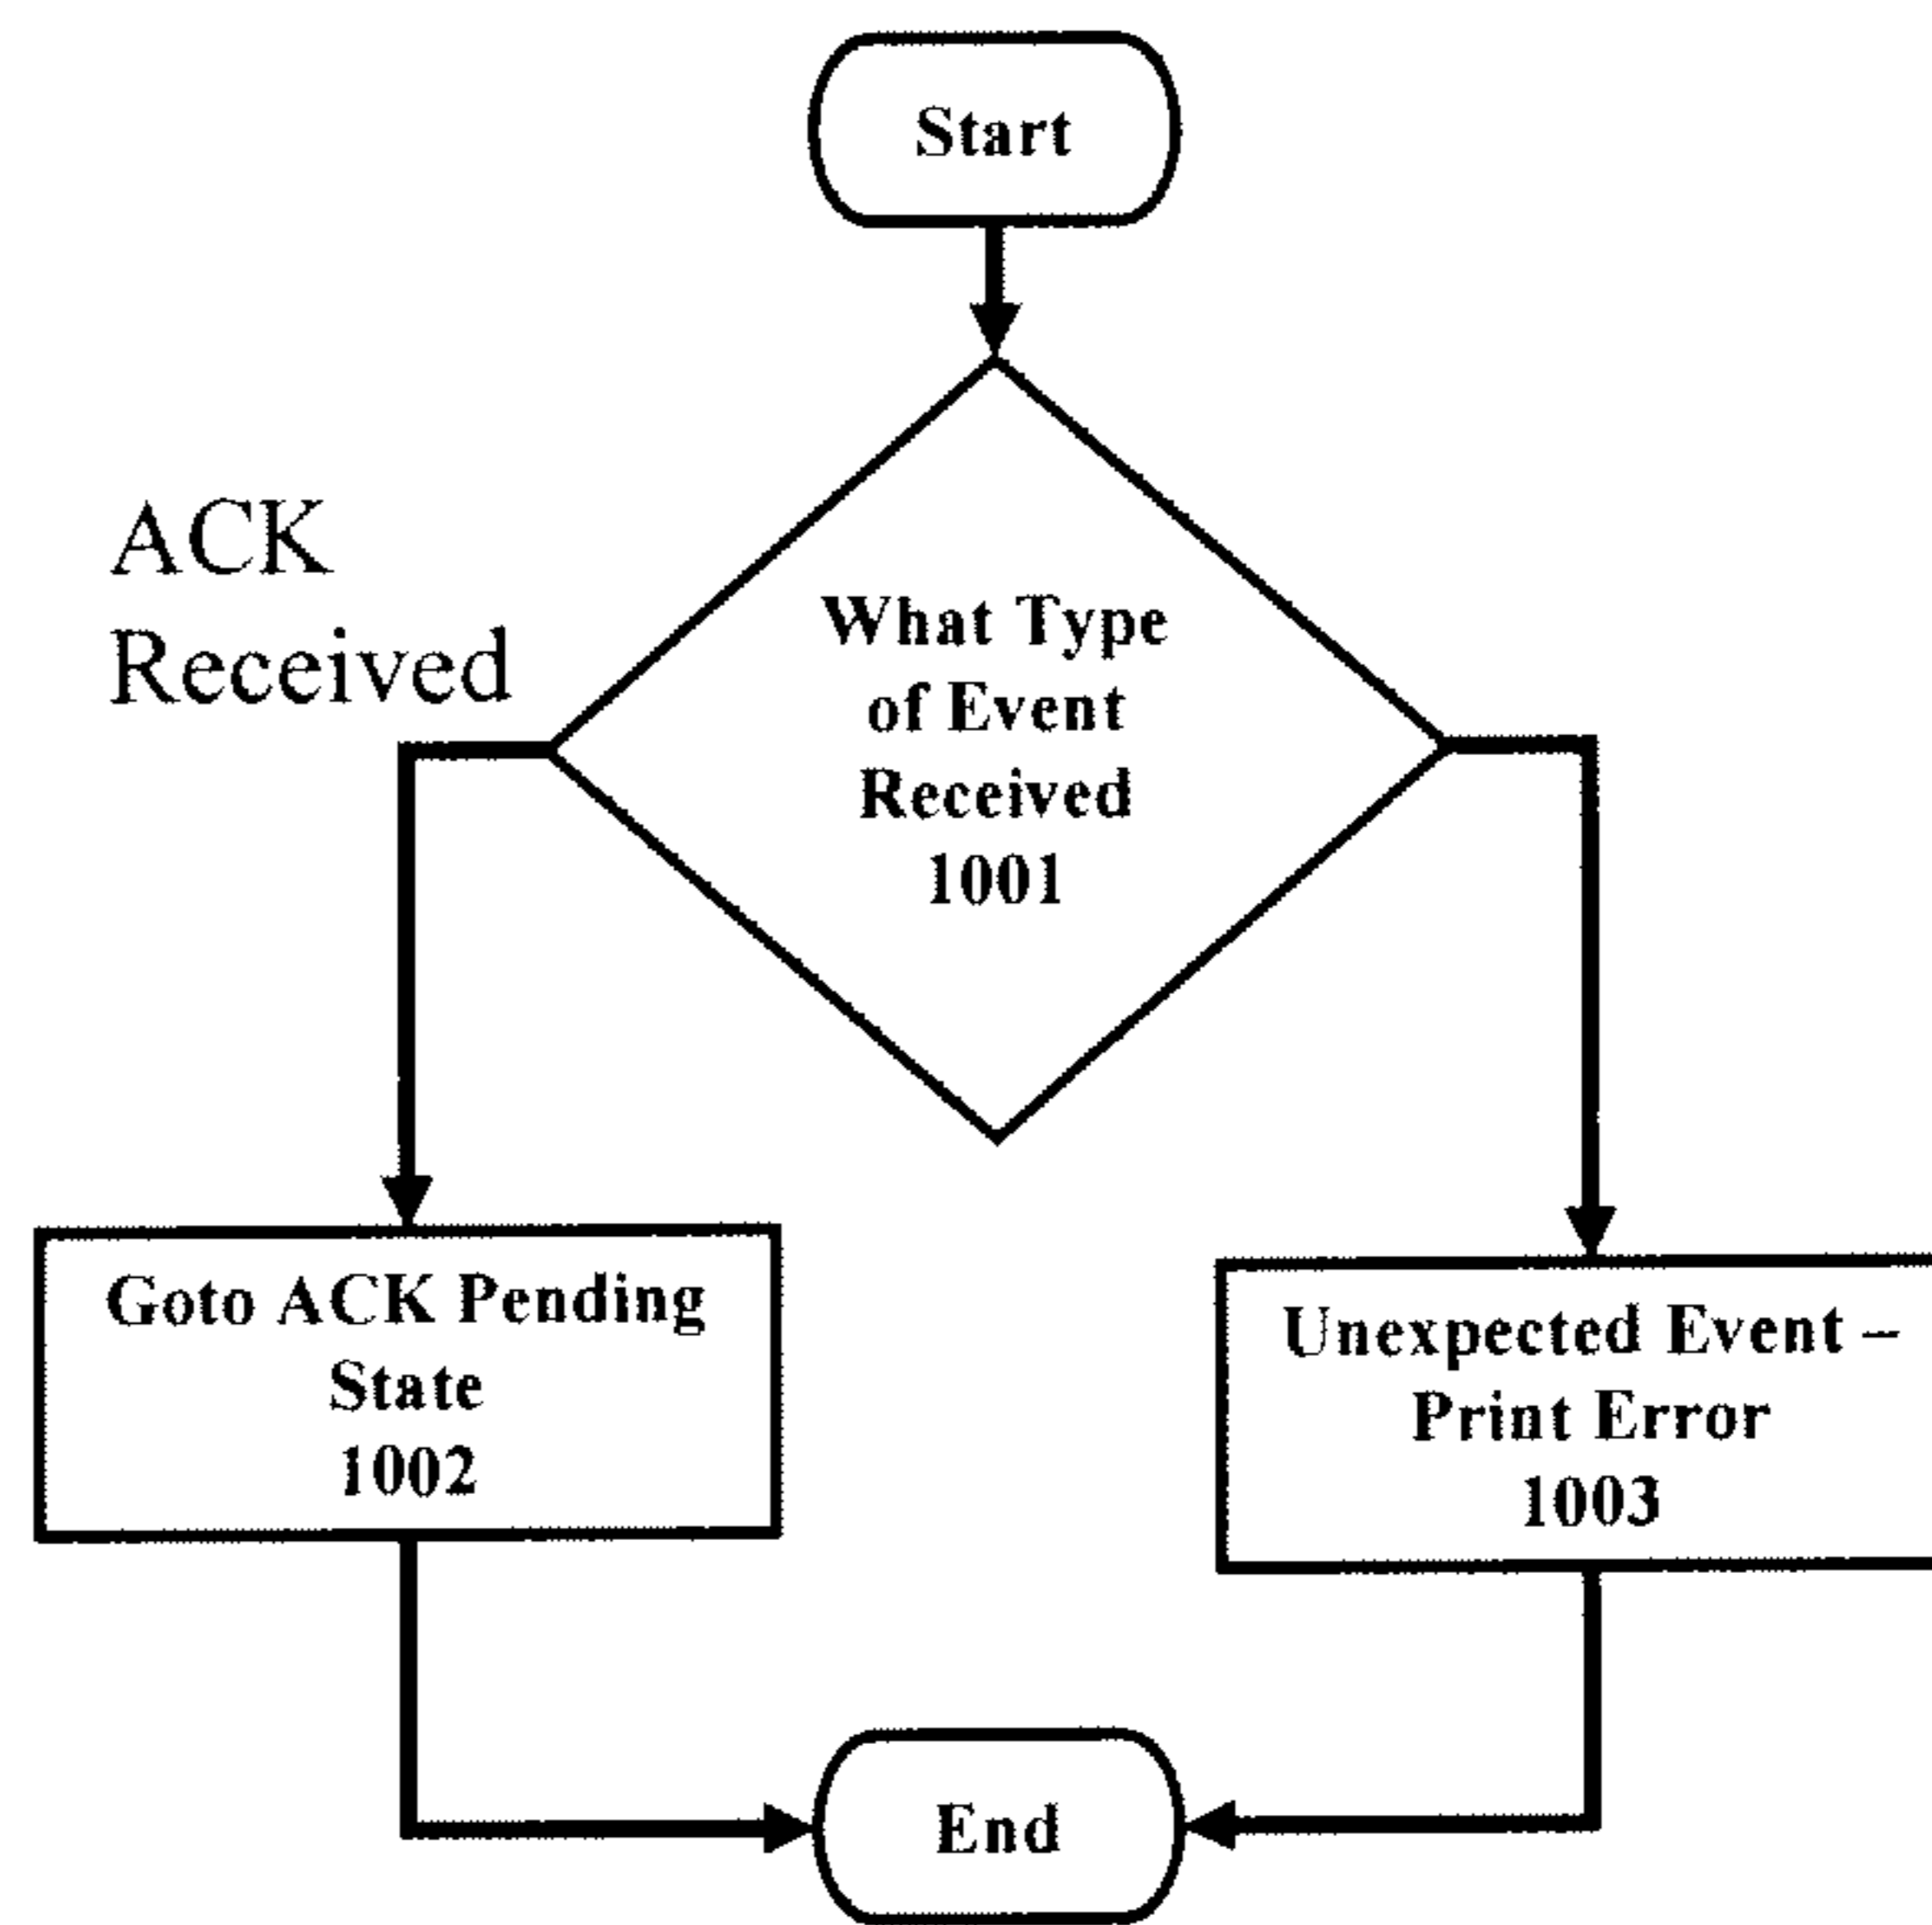 Start
ACK
Received
What Type
of Event
Received
1001
Goto ACK Pending
State
1002
Unexpected Event –
Print Error
1003
End